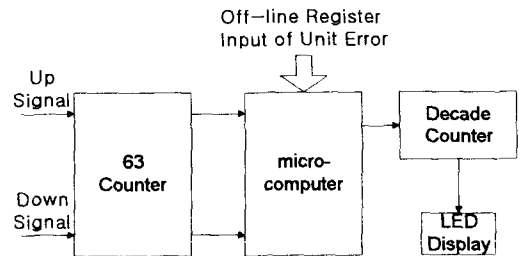 Off-line Register
Input of Unit Error
Up
Signal
63
Counter
Down
Signal
micro-
computer
Decade
Counter
LED
Display